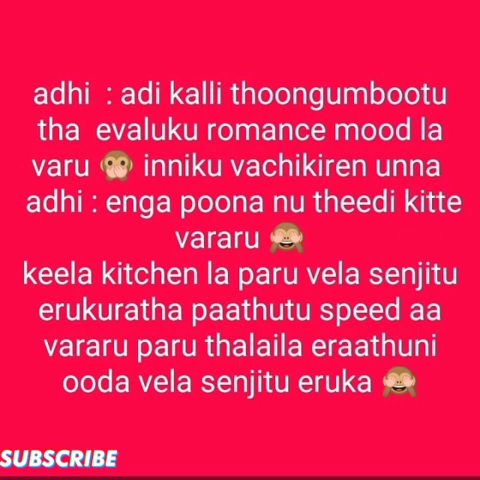 adhi : adi kalli thoongumbootu
tha evaluku romance mood la
varu 🙊 inniku vachikiren unna
adhi : enga poona nu theedi kitte
vararu 🙈
keela kitchen la paru vela senjitu
erukuratha paathutu speed aa
vararu paru thalaila eraathuni
ooda vela senjitu eruka 🙈
SUBSCRIBE